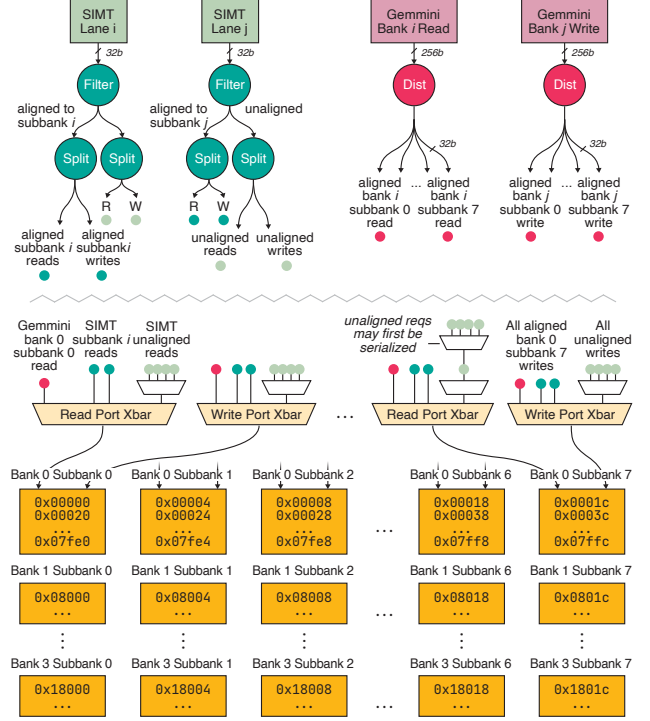 SIMT
Lane i
SIMT
Lane j
Gemmini
Bank i Read
Gemmini
Bank j Write
32b
32b
256b
256b
Filter
Filter
Dist
Dist
aligned to
subbank i
aligned to
subbank j
unaligned
32b
Split
Split
Split
Split
R W
R W
aligned
subbank i
reads
aligned
subbanki
writes
unaligned
reads
unaligned
writes
aligned ... aligned
bank i bank i
subbank 0 subbank 7
read read
aligned ... aligned
bank j bank j
subbank 0 subbank 7
write write
Gemmini
bank 0
subbank 0
read
SIMT
subbank i
reads
SIMT
unaligned
reads
unaligned reqs
may first be
serialized
All aligned
bank 0
subbank 7
writes
All
unaligned
writes
Read Port Xbar
Write Port Xbar
...
Read Port Xbar
Write Port Xbar
Bank 0 Subbank 0
Bank 0 Subbank 1
Bank 0 Subbank 2
Bank 0 Subbank 6
Bank 0 Subbank 7
0x00000 0x00004 0x00008 0x00018 0x0001c
0x00020 0x00024 0x00028 0x00038 0x0003c
... ... ... ... ... ...
0x07fe0 0x07fe4 0x07fe8 0x07ff8 0x07ffc
Bank 1 Subbank 0
Bank 1 Subbank 1
Bank 1 Subbank 2
Bank 1 Subbank 6
Bank 1 Subbank 7
0x08000 0x08004 0x08008 0x08018 0x0801c
... ... ... ... ... ...
Bank 3 Subbank 0
Bank 3 Subbank 1
Bank 3 Subbank 2
Bank 3 Subbank 6
Bank 3 Subbank 7
0x18000 0x18004 0x18008 0x18018 0x1801c
... ... ... ... ... ...